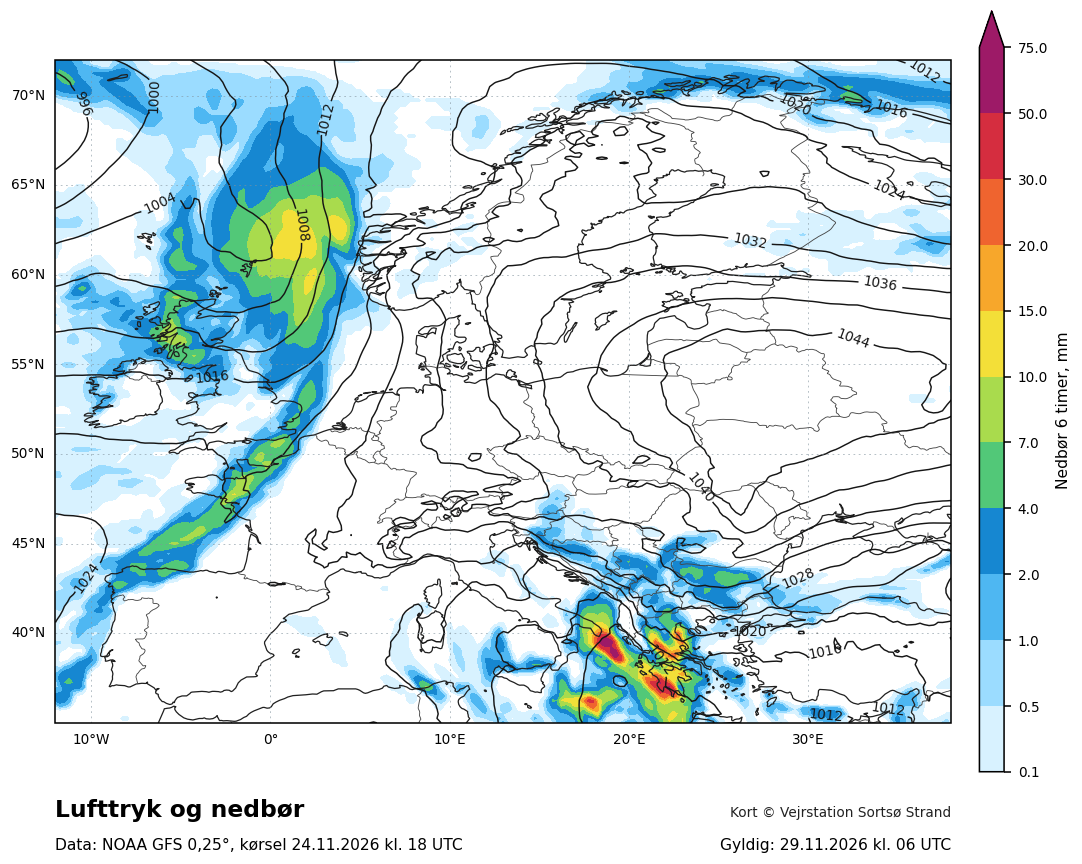 75.0
50.0
30.0
20.0
15.0
10.0
7.0
4.0
2.0
1.0
0.5
0.1
Nedbør 6 timer, mm
70°N
65°N
60°N
55°N
50°N
45°N
40°N
10°W
0°
10°E
20°E
30°E
996
1000
1004
1008
1012
1012
1016
1020
1024
1032
1036
1044
1016
1040
1024
1028
1020
1016
1012
1012
Lufttryk og nedbør
Kort © Vejrstation Sortsø Strand
Data: NOAA GFS 0,25°, kørsel 24.11.2026 kl. 18 UTC
Gyldig: 29.11.2026 kl. 06 UTC